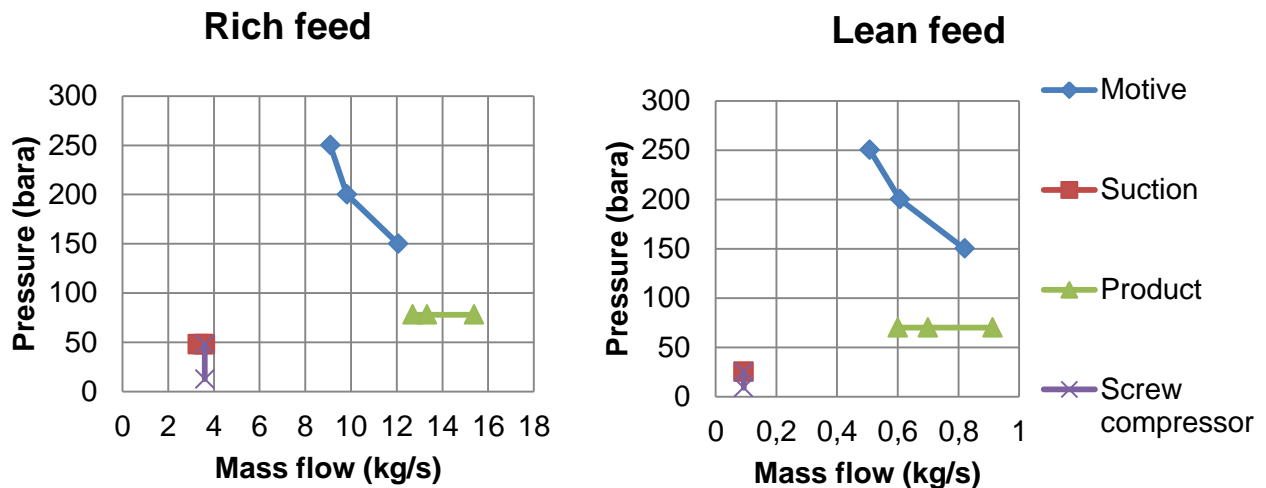 Rich feed
300
250
200
150
100
50
0
0 2 4 6 8 10 12 14 16 18
Pressure (bara)
Mass flow (kg/s)
Lean feed
300
250
200
150
100
50
0
0 0,2 0,4 0,6 0,8 1
Pressure (bara)
Mass flow (kg/s)
Motive
Suction
Product
Screw
compressor